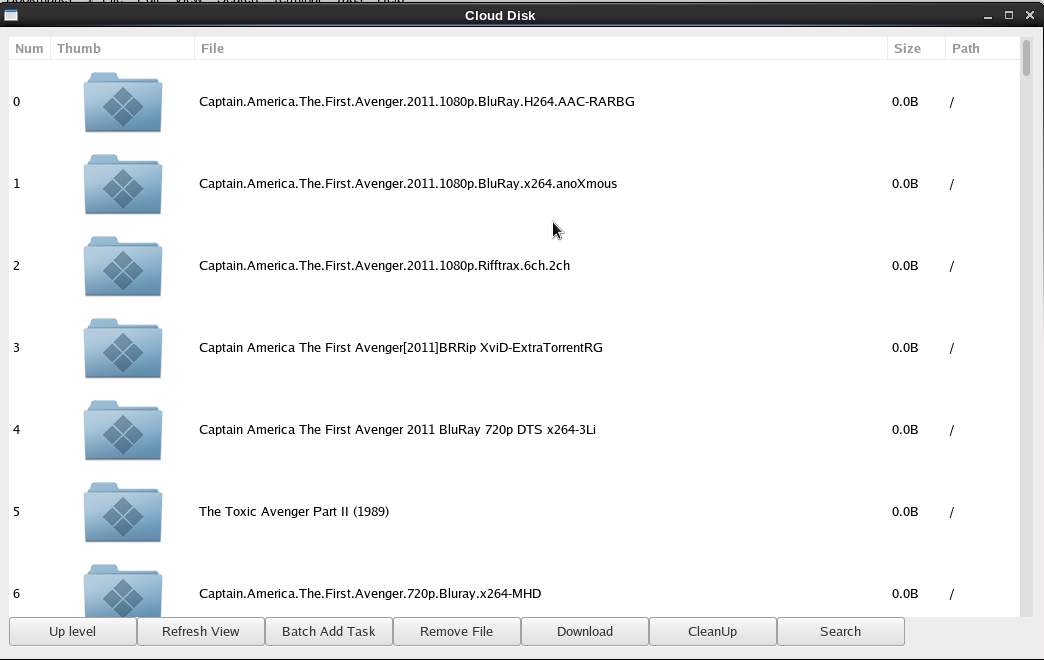 Cloud Disk
Num Thumb File Size Path
0 Captain.America.The.First.Avenger.2011.1080p.BluRay.H264.AAC-RARBG 0.0B /
1 Captain.America.The.First.Avenger.2011.1080p.BluRay.x264.anoXmous 0.0B /
2 Captain.America.The.First.Avenger.2011.1080p.Rifftrax.6ch.2ch 0.0B /
3 Captain America The First Avenger[2011]BRRip XviD-ExtraTorrentRG 0.0B /
4 Captain America The First Avenger 2011 BluRay 720p DTS x264-3Li 0.0B /
5 The Toxic Avenger Part II (1989) 0.0B /
6 Captain.America.The.First.Avenger.720p.Bluray.x264-MHD 0.0B /
Up level Refresh View Batch Add Task Remove File Download CleanUp Search